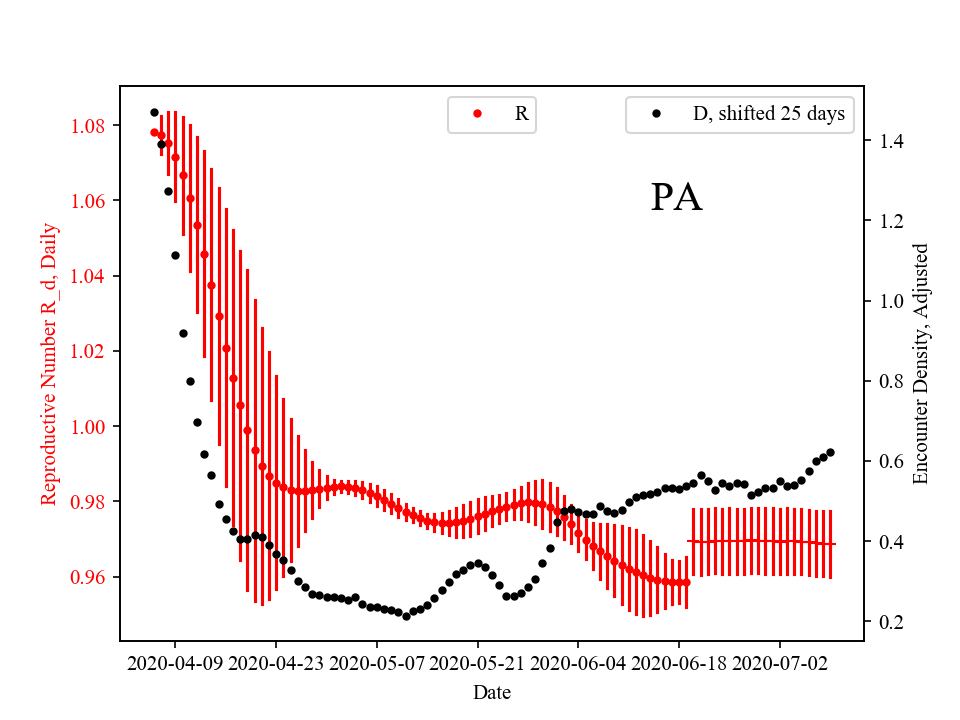 R
D, shifted 25 days
PA
Reproductive Number R_d, Daily
1.08
1.06
1.04
1.02
1.00
0.98
0.96
Encounter Density, Adjusted
1.4
1.2
1.0
0.8
0.6
0.4
0.2
2020-04-09 2020-04-23 2020-05-07 2020-05-21 2020-06-04 2020-06-18 2020-07-02
Date